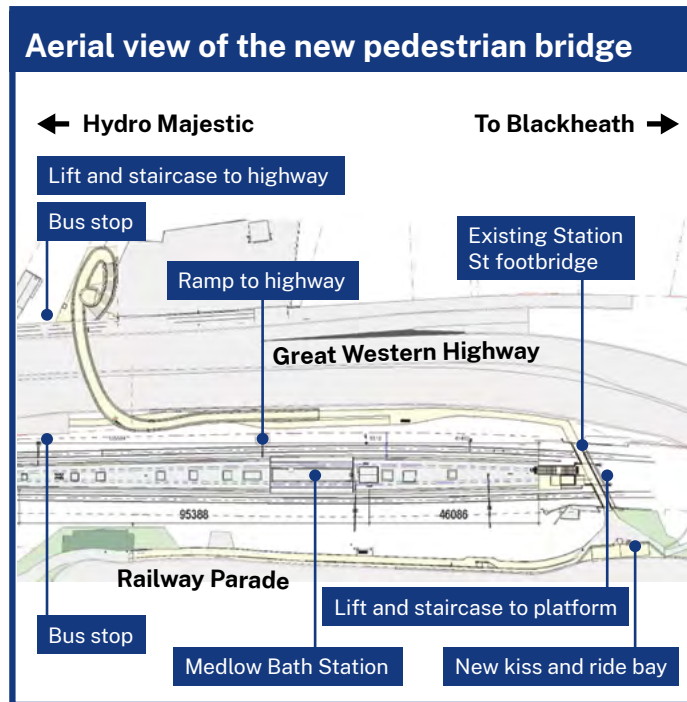 Aerial view of the new pedestrian bridge
Hydro Majestic
To Blackheath
Lift and staircase to highway
Bus stop
Existing Station
St footbridge
Ramp to highway
Great Western Highway
95388
46086
Railway Parade
Lift and staircase to platform
Bus stop
Medlow Bath Station
New kiss and ride bay